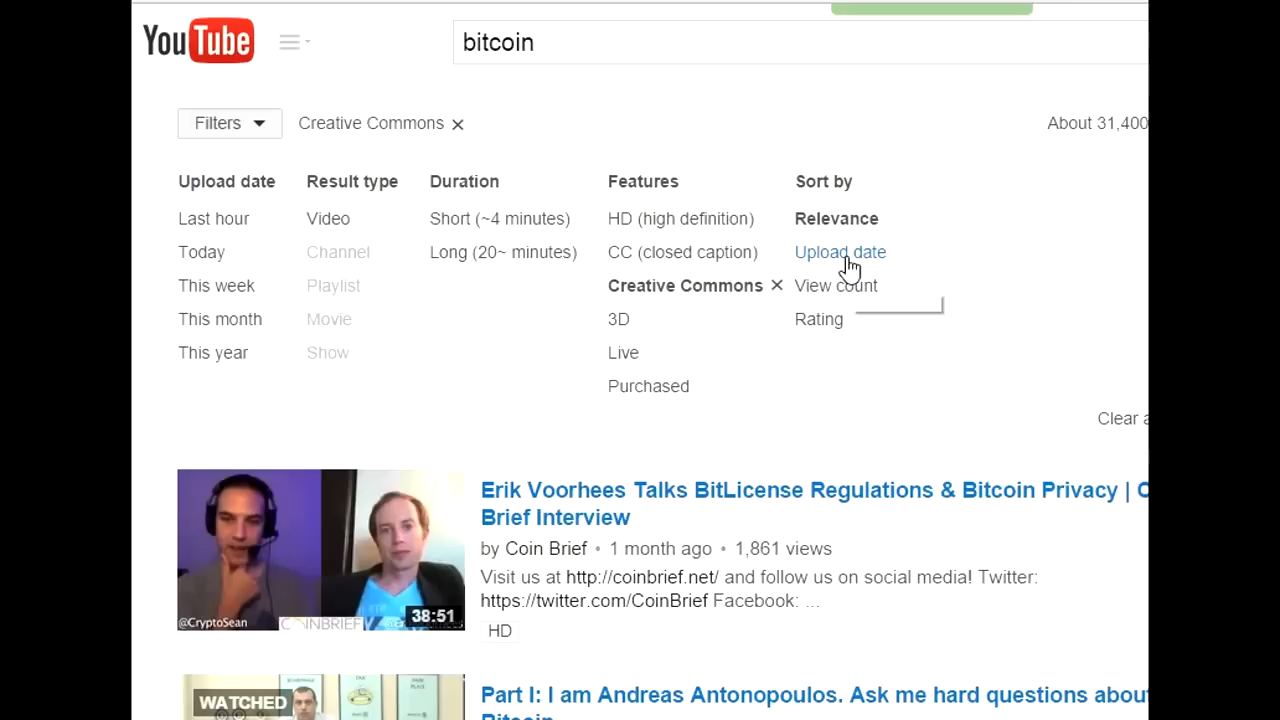 YouTube
bitcoin
Filters
Creative Commons
About 31,400
Upload date Result type Duration Features Sort by
Last hour Video Short (~4 minutes) HD (high definition) Relevance
Today Channel Long (20~ minutes) CC (closed caption) Upload date
This week Playlist Creative Commons View count
This month Movie 3D Rating
This year Show Live
Purchased
Clear
Erik Voorhees Talks BitLicense Regulations & Bitcoin Privacy |
Brief Interview
by Coin Brief • 1 month ago • 1,861 views
Visit us at http://coinbrief.net/ and follow us on social media! Twitter:
https://twitter.com/CoinBrief Facebook: ...
HD
@CryptoSean COINBRIEF 38:51
WATCHED
Part I: I am Andreas Antonopoulos. Ask me hard questions about
Bitcoin